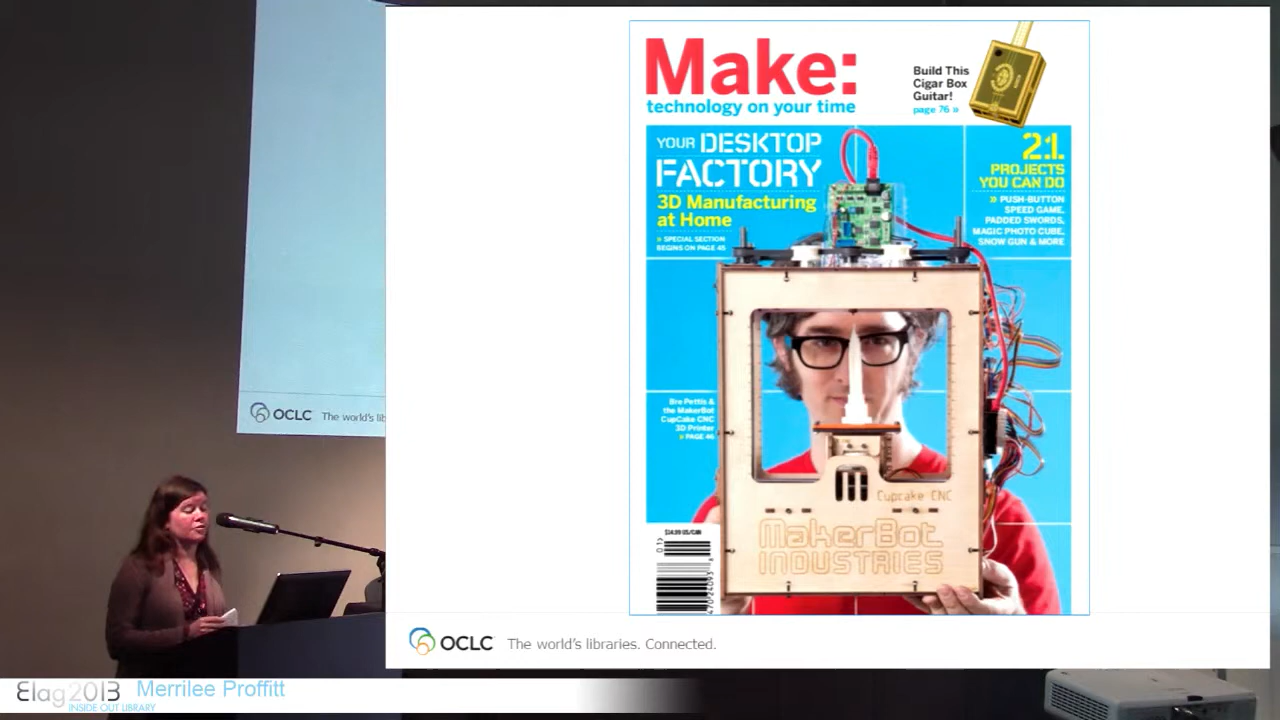 Make:
technology on your time
Build This
Cigar Box
Guitar!
page 76 »
YOUR DESKTOP
FACTORY
3D Manufacturing
at Home
» SPECIAL SECTION
BEGINS ON PAGE 45
21
PROJECTS
YOU CAN DO
» PUSH-BUTTON
SPEED GAME,
PADDED SWORDS,
MAGIC PHOTO CUBE,
SNOW GUN & MORE
Bre Pettis &
the MakerBot
CupCake CNC
3D Printer
» PAGE 46
Cupcake CNC
MakerBot
INDUSTRIES
OCLC The world's lib
OCLC The world's libraries. Connected.
Elag2013 Merrilee Proffitt
INSIDE OUT LIBRARY